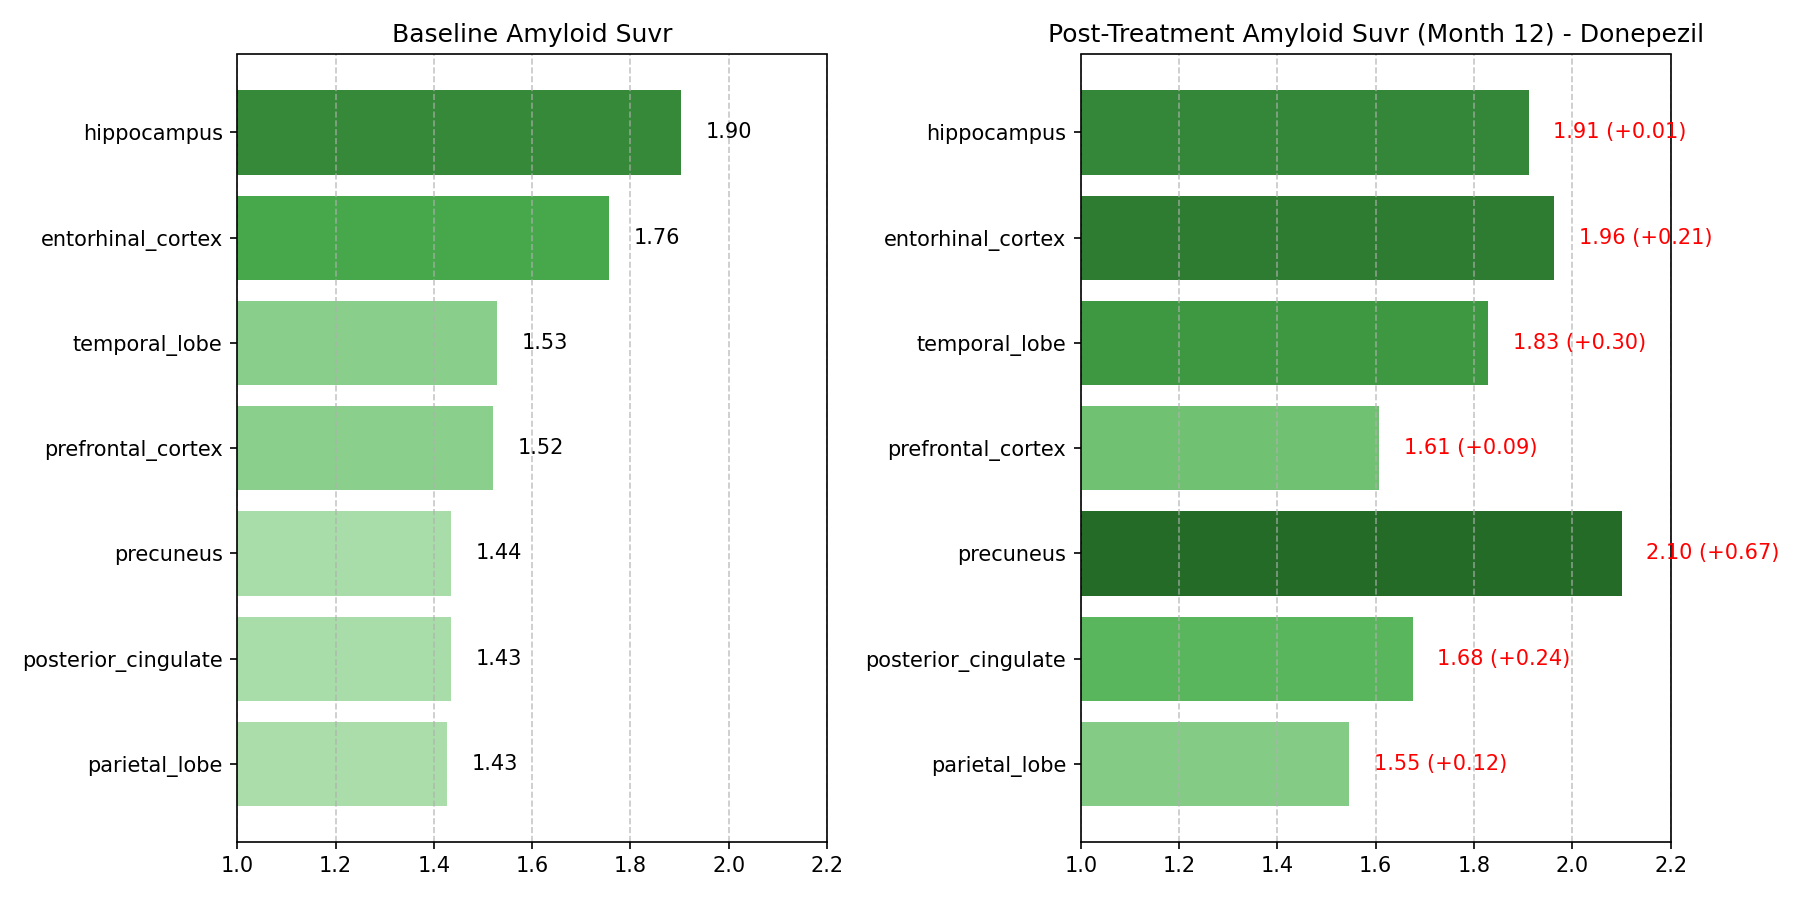 Baseline Amyloid Suvr
hippocampus
1.90
entorhinal_cortex
1.76
temporal_lobe
1.53
prefrontal_cortex
1.52
precuneus
1.44
posterior_cingulate
1.43
parietal_lobe
1.43
1.0 1.2 1.4 1.6 1.8 2.0 2.2
Post-Treatment Amyloid Suvr (Month 12) - Donepezil
hippocampus
1.91 (+0.01)
entorhinal_cortex
1.96 (+0.21)
temporal_lobe
1.83 (+0.30)
prefrontal_cortex
1.61 (+0.09)
precuneus
2.10 (+0.67)
posterior_cingulate
1.68 (+0.24)
parietal_lobe
1.55 (+0.12)
1.0 1.2 1.4 1.6 1.8 2.0 2.2